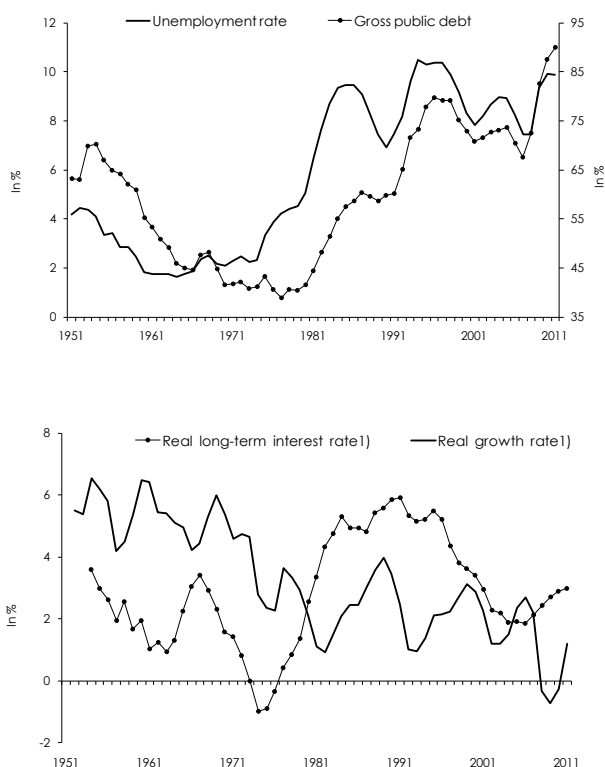 Unemployment rate Gross public debt
12 95
10 85
8 75
6 65
4 55
2 45
0 35
In %
In %
1951 1961 1971 1981 1991 2001 2011
Real long-term interest rate1) Real growth rate1)
8
6
4
2
0
-2
In %
1951 1961 1971 1981 1991 2001 2011